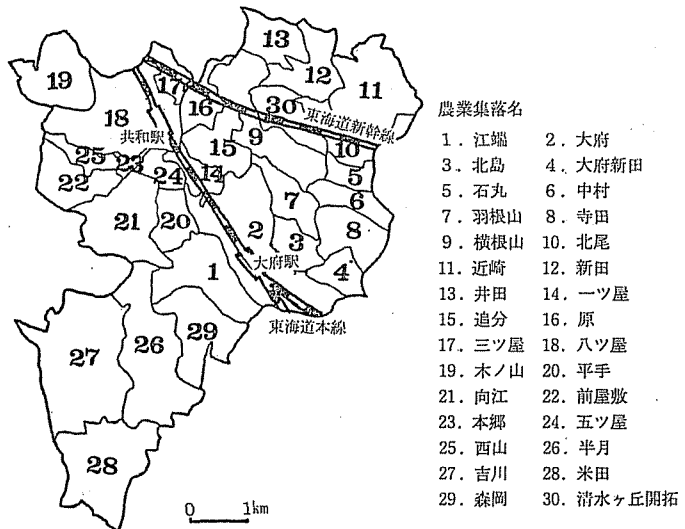 13
12
19
11
17
30
東海道新幹線
16
18
共和駅
9
15
10
25
23
5
14
22
24
6
7
21
20
2
8
3
大府駅
4
1
東海道本線
29
27
26
28
0 1km
農業集落名
1．江端 2．大府
3．北島 4．大府新田
5．石丸 6．中村
7．羽根山 8．寺田
9．横根山 10．北尾
11．近崎 12．新田
13．井田 14．一ツ屋
15．追分 16．原
17．三ツ屋 18．八ツ屋
19．木ノ山 20．平手
21．向江 22．前屋敷
23．本郷 24．五ツ屋
25．西山 26．半月
27．吉川 28．米田
29．森岡 30．清水ヶ丘開拓